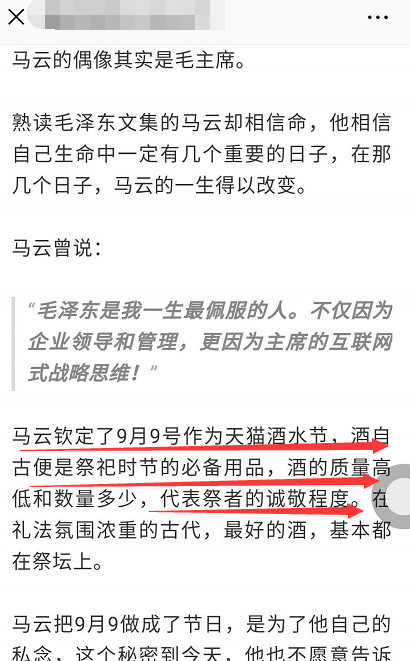 马云的偶像其实是毛主席。
熟读毛泽东文集的马云却相信命，他相信
自己生命中一定有几个重要的日子，在那
几个日子，马云的一生得以改变。
马云曾说：
“毛泽东是我一生最佩服的人。不仅因为
企业领导和管理，更因为主席的互联网
式战略思维！”
马云钦定了9月9号作为天猫酒水节，酒自
古便是祭祀时节的必备用品，酒的质量高
低和数量多少，代表祭者的诚敬程度。在
礼法氛围浓重的古代，最好的酒，基本都
在祭坛上。
马云把9月9做成了节日，是为了他自己的
私念，这个秘密到今天，他也不愿意告诉